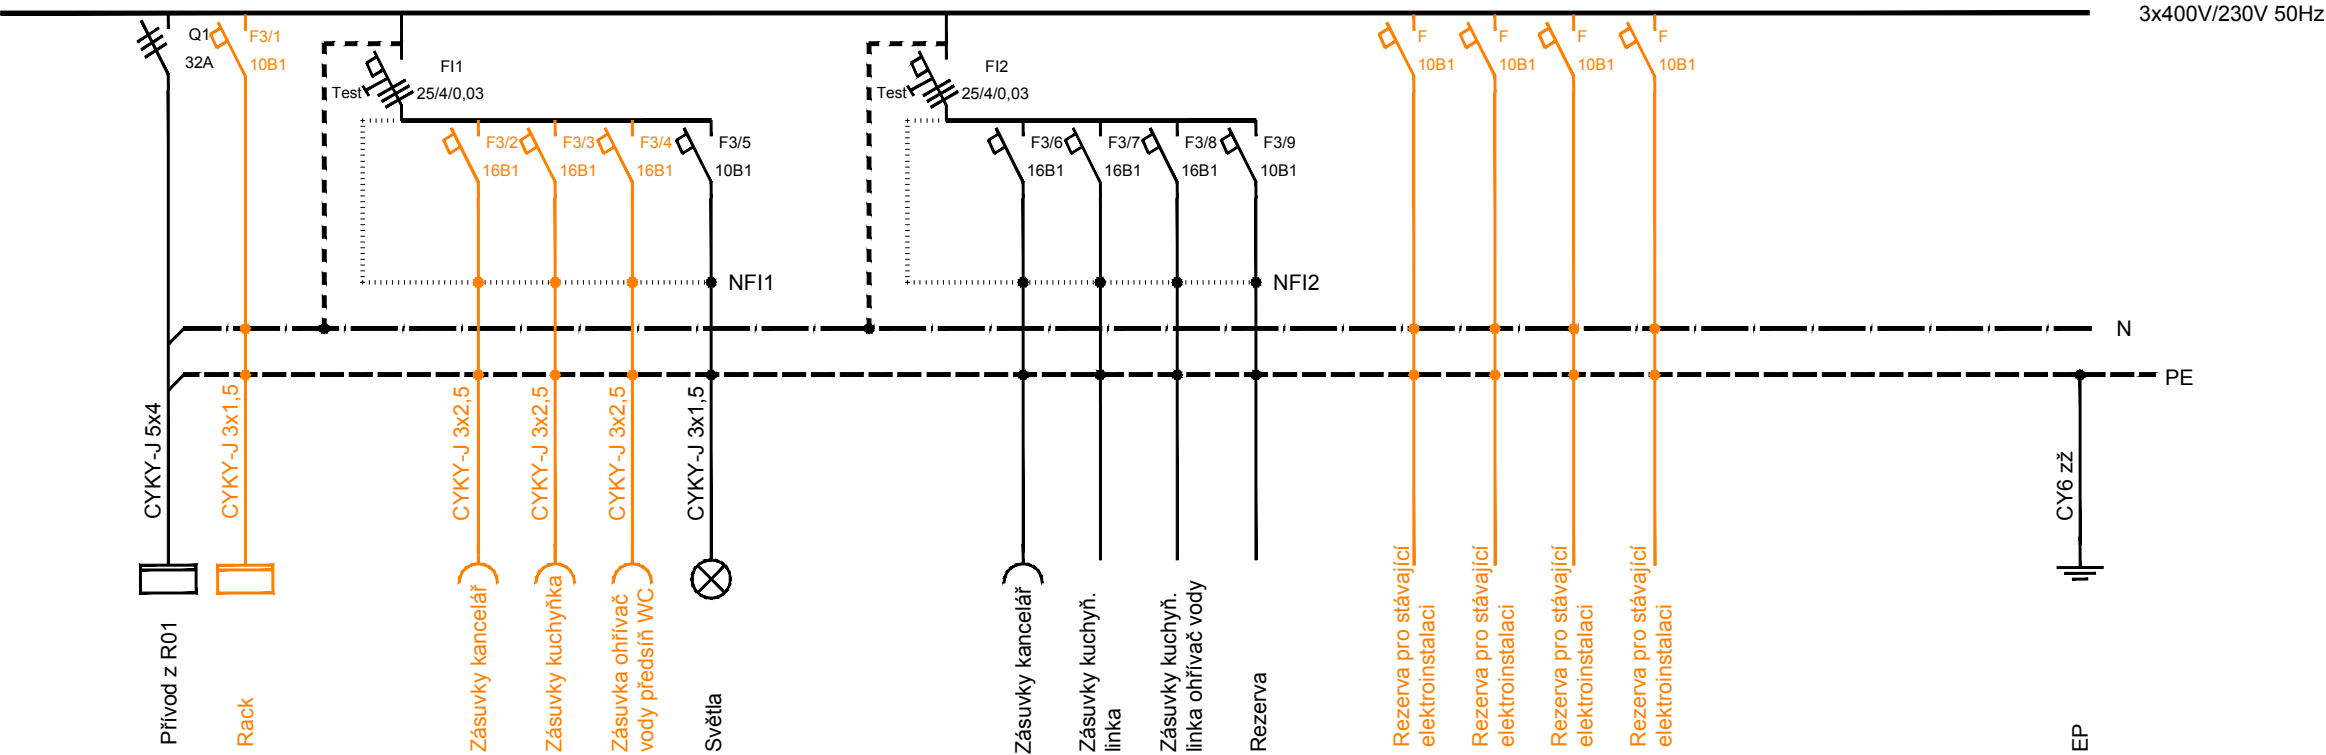 3x400V/230V 50Hz
Q1
32A
F3/1
10B1
FI1
Test
25/4/0,03
FI2
Test
25/4/0,03
F
10B1
F
10B1
F
10B1
F
10B1
F3/2
16B1
F3/3
16B1
F3/4
16B1
F3/5
10B1
F3/6
16B1
F3/7
16B1
F3/8
16B1
F3/9
10B1
NFI1
NFI2
N
PE
CYKY-J 5x4
CYKY-J 3x1,5
CYKY-J 3x2,5
CYKY-J 3x2,5
CYKY-J 3x2,5
CYKY-J 3x1,5
CY6 zž
Přívod z R01
Rack
Zásuvky kancelář
Zásuvky kuchyňka
Zásuvka ohřívač
vody předsíň WC
Světla
Zásuvky kancelář
Zásuvky kuchyň.
linka
Zásuvky kuchyň.
linka ohřívač vody
Rezerva
Rezerva pro stávající
elektroinstalaci
Rezerva pro stávající
elektroinstalaci
Rezerva pro stávající
elektroinstalaci
Rezerva pro stávající
elektroinstalaci
EP